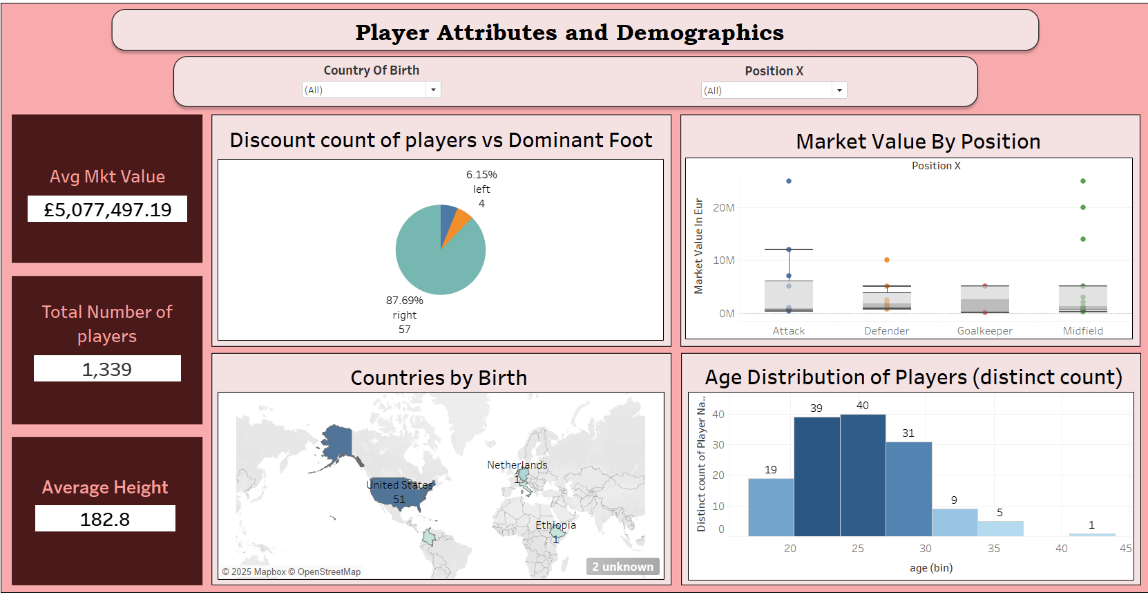 Player Attributes and Demographics
Country Of Birth
(All)
Position X
(All)
Avg Mkt Value
£5,077,497.19
Total Number of
players
1,339
Average Height
182.8
Discount count of players vs Dominant Foot
6.15%
left
4
87.69%
right
57
Market Value By Position
Position X
Market Value In Eur
20M
10M
0M
Attack
Defender
Goalkeeper
Midfield
Countries by Birth
Netherlands
1
United States
51
Ethiopia
1
© 2025 Mapbox © OpenStreetMap
2 unknown
Age Distribution of Players (distinct count)
Distinct count of Player Na..
40
30
20
10
0
19
39
40
31
9
5
1
20
25
30
35
40
45
age (bin)